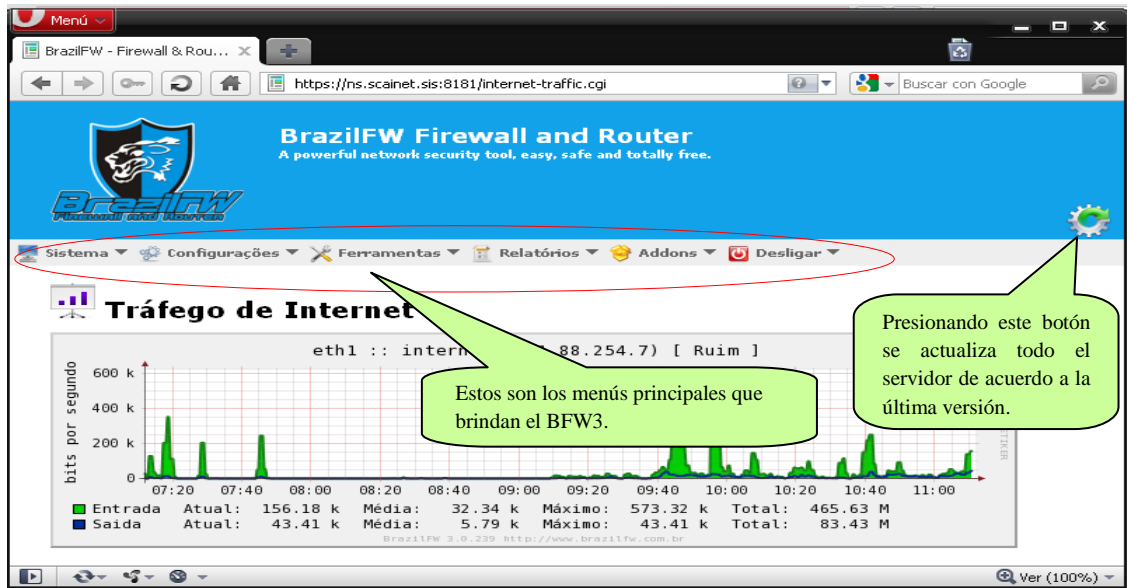 Menú
BrazilFW - Firewall & Rou...
https://ns.scainet.sis:8181/internet-traffic.cgi
Buscar con Google
BrazilFW Firewall and Router
A powerful network security tool, easy, safe and totally free.
BrazilFW
Firewall and Router
Sistema Configurações Ferramentas Relatórios Addons Desligar
Tráfego de Internet
Presionando este botón
se actualiza todo el
servidor de acuerdo a la
última versión.
eth1 :: 88.254.7) [ Ruim ]
Estos son los menús principales que
brindan el BFW3.
bits por segundo
600 k
400 k
200 k
0
07:20 07:40 08:00 08:20 08:40 09:00 09:20 09:40 10:00 10:20 10:40 11:00
Entrada Atual: 156.18 k Média: 32.34 k Máximo: 573.32 k Total: 465.63 M
Saida Atual: 43.41 k Média: 5.79 k Máximo: 43.41 k Total: 83.43 M
BrazilFW 3.0.239 http://www.brazilfw.com.br
Ver (100%)